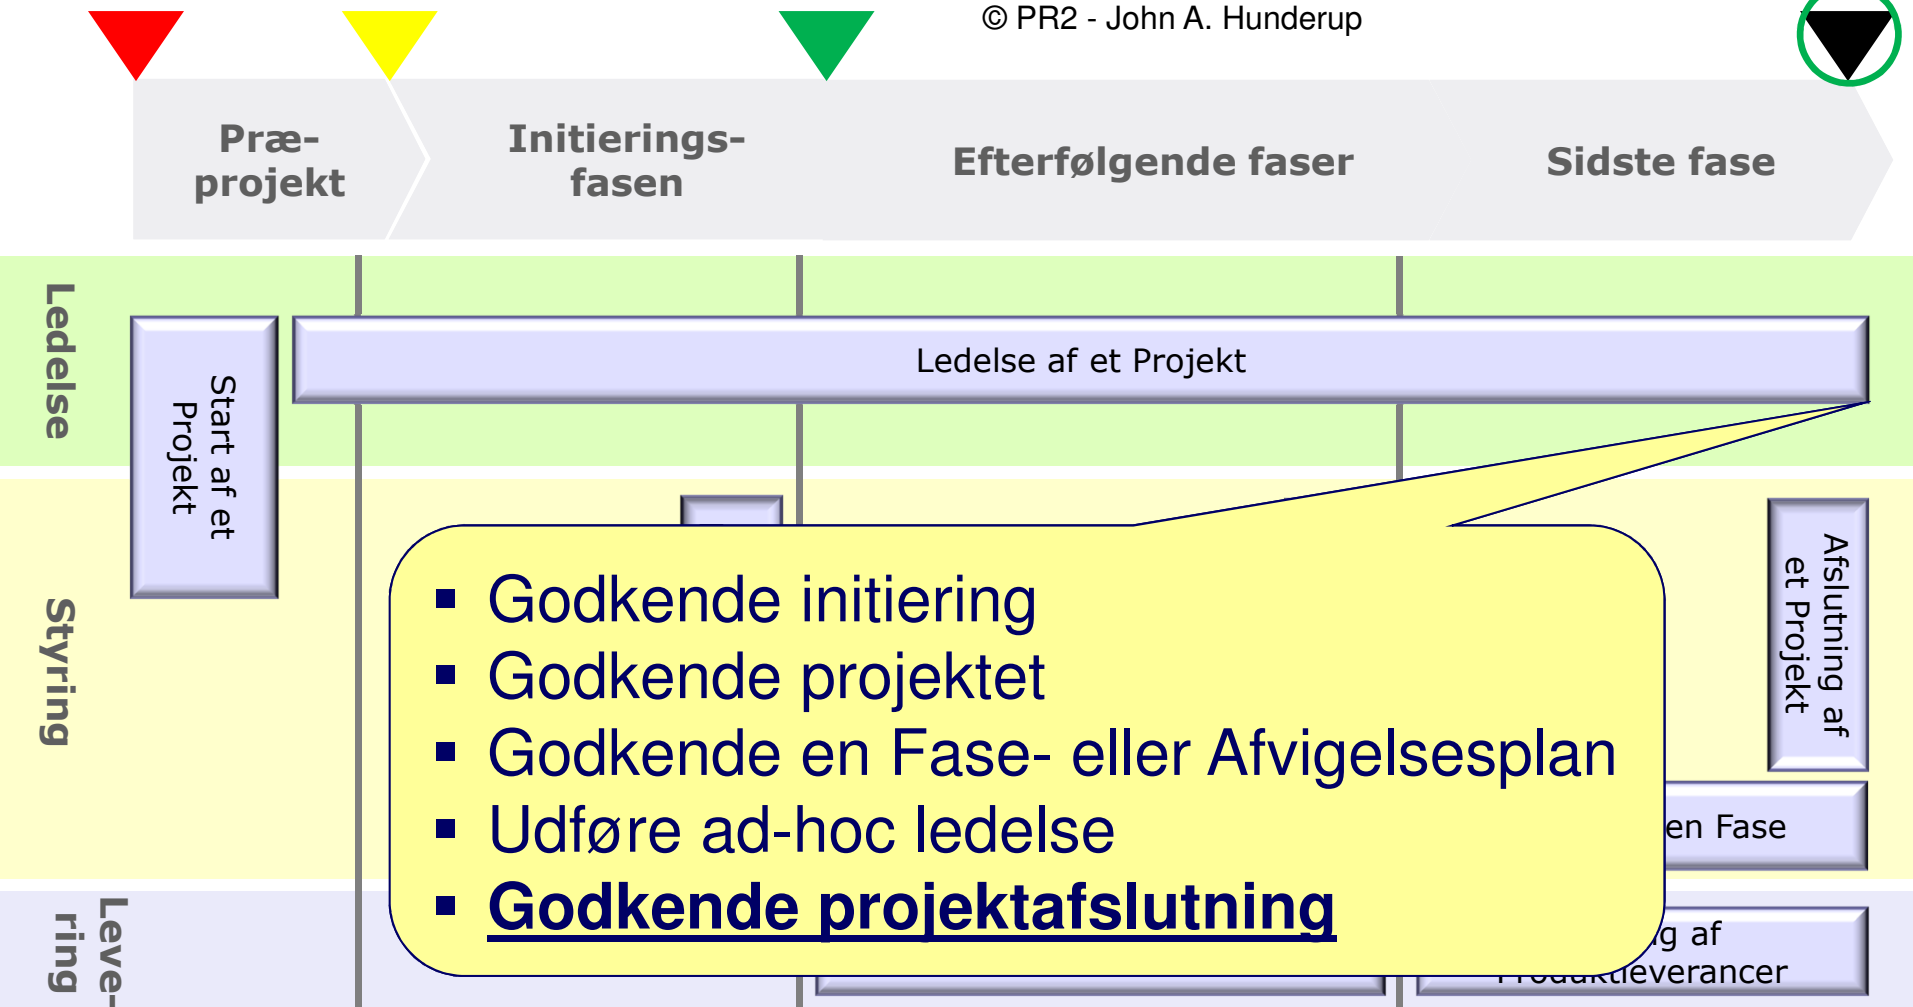 © PR2 - John A. Hunderup
Præ-
projekt
Initierings-
fasen
Efterfølgende faser
Sidste fase
Ledelse
Start af et
Projekt
Ledelse af et Projekt
Styring
Afslutning af
et Projekt
▪ Godkende initiering
▪ Godkende projektet
▪ Godkende en Fase- eller Afvigelsesplan
▪ Udføre ad-hoc ledelse
▪ Godkende projektafslutning
en Fase
Leve-
ring
af
Produktleverancer